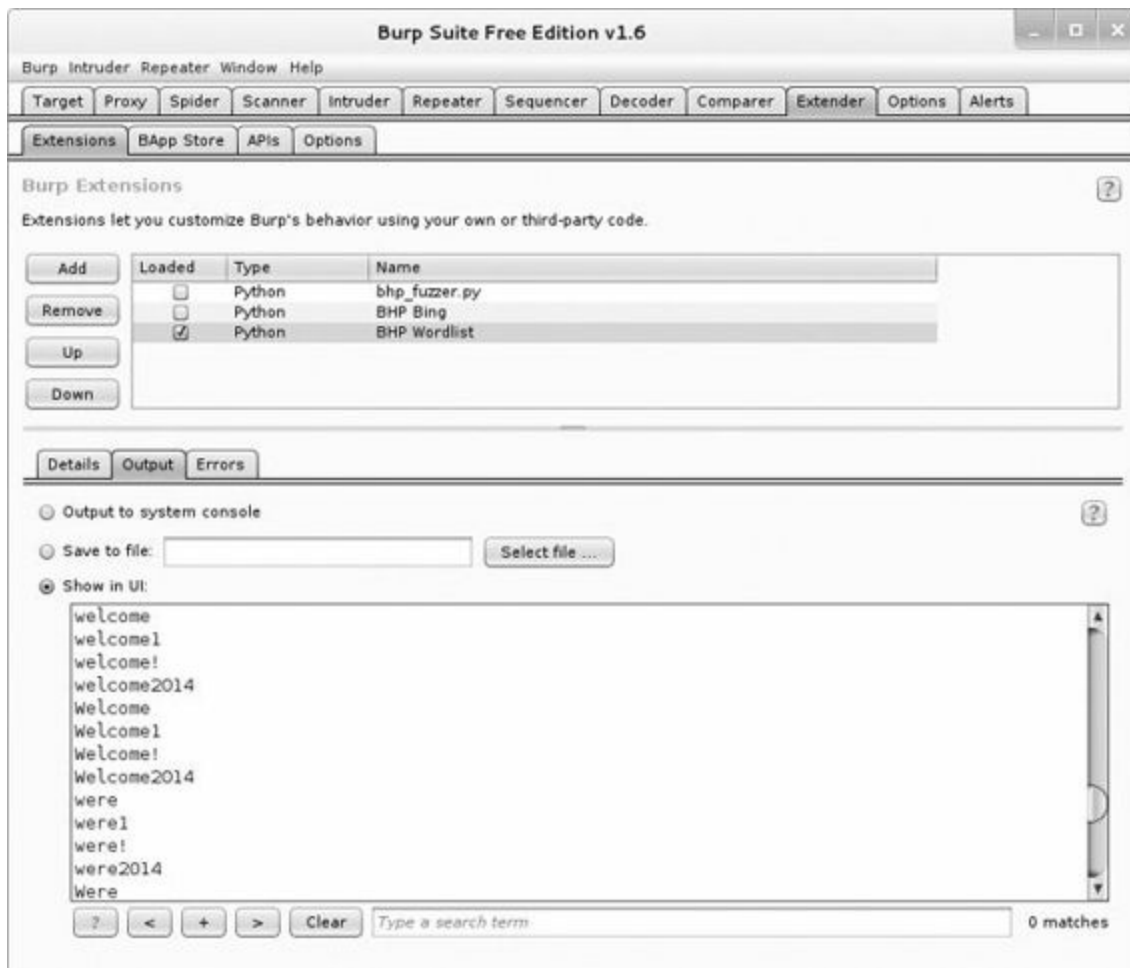 Burp Suite Free Edition v1.6
Burp Intruder Repeater Window Help
Target Proxy Spider Scanner Intruder Repeater Sequencer Decoder Comparer Extender Options Alerts
Extensions BApp Store APIs Options
Burp Extensions
?
Extensions let you customize Burp's behavior using your own or third-party code.
Add
Remove
Up
Down
Loaded Type Name
Python bhp_fuzzer.py
Python BHP Bing
Python BHP Wordlist
Details Output Errors
Output to system console
?
Save to file: Select file ...
Show in UI:
welcome
welcome1
welcome!
welcome2014
Welcome
Welcome1
Welcome!
Welcome2014
were
were1
were!
were2014
Were
? < + > Clear Type a search term 0 matches